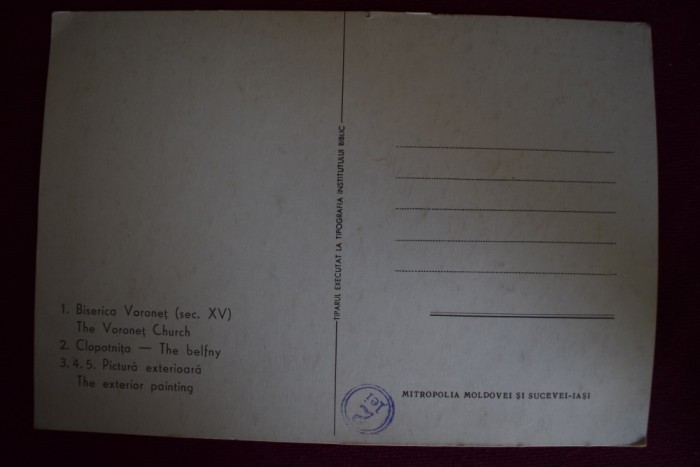 1. Biserica Voroneț (sec. XV)
The Voroneț Church
2. Clopotnița — The belfny
3. 4. 5. Pictură exterioară
The exterior painting
TIPARUL EXECUTAT LA TIPOGRAFIA INSTITUTULUI BIBLIC
MITROPOLIA MOLDOVEI ȘI SUCEVEI-IAȘI
lei